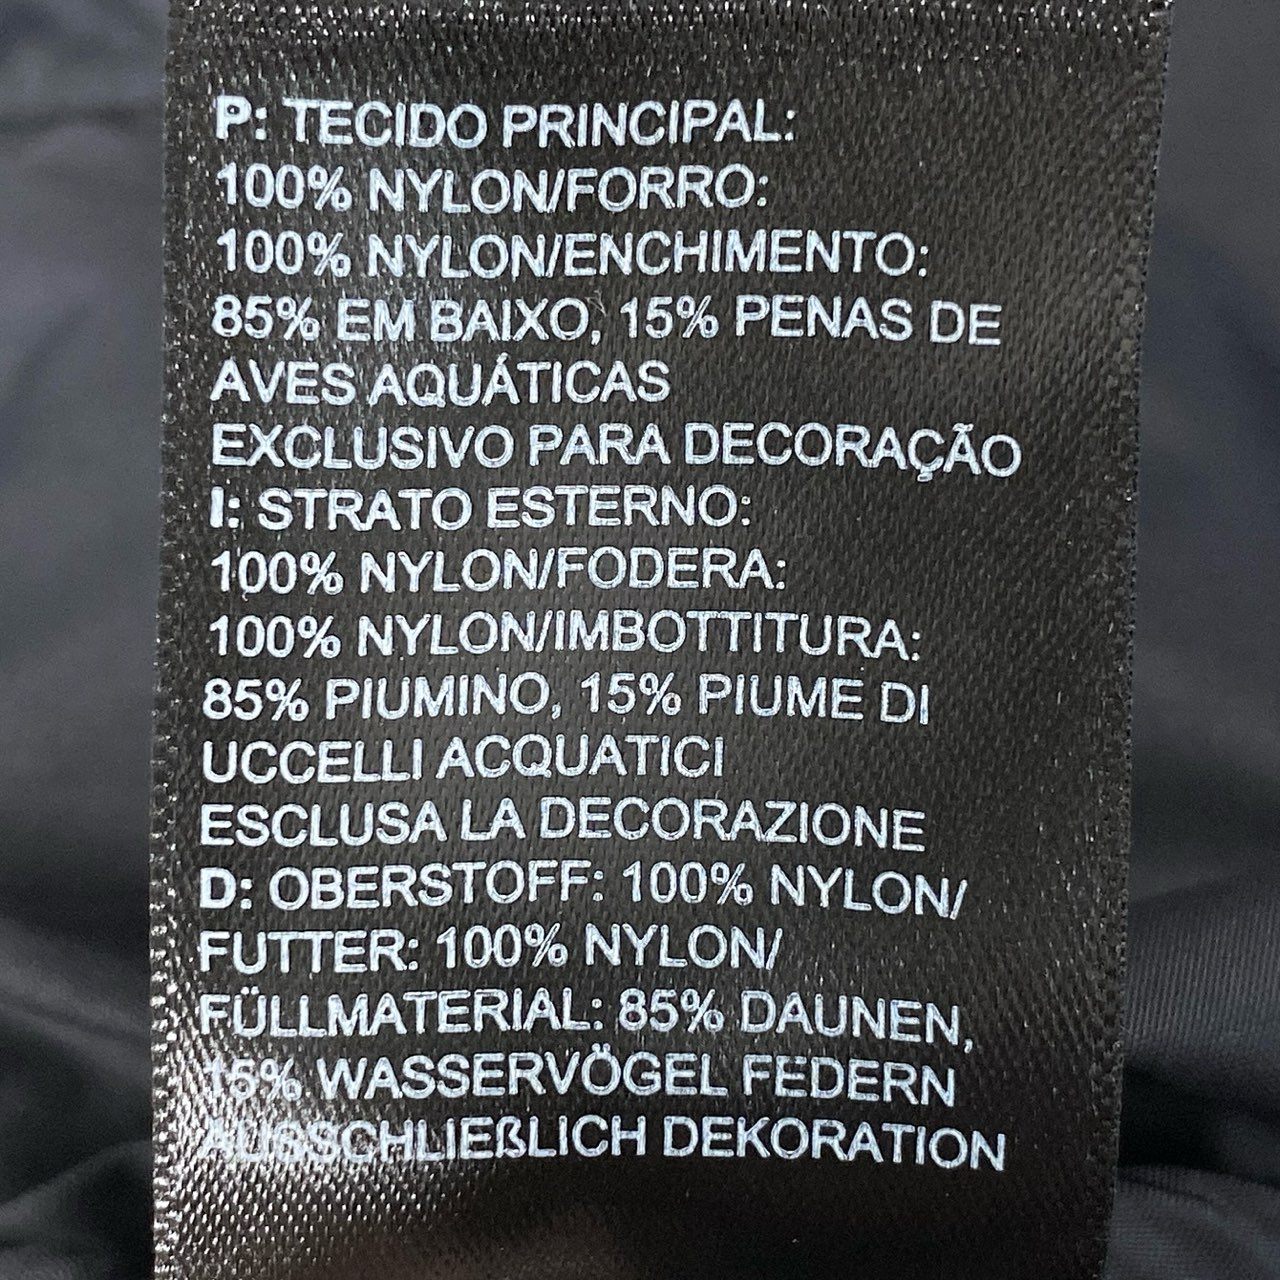 P: TECIDO PRINCIPAL:
100% NYLON/FORRO:
100% NYLON/ENCHIMENTO:
85% EM BAIXO, 15% PENAS DE
AVES AQUÁTICAS
EXCLUSIVO PARA DECORAÇÃO
I: STRATO ESTERNO:
100% NYLON/FODERA:
100% NYLON/IMBOTTITURA:
85% PIUMINO, 15% PIUME DI
UCCELLI ACQUATICI
ESCLUSA LA DECORAZIONE
D: OBERSTOFF: 100% NYLON/
FUTTER: 100% NYLON/
FÜLLMATERIAL: 85% DAUNEN,
15% WASSERVÖGEL FEDERN
AUSSCHLIEßLICH DEKORATION